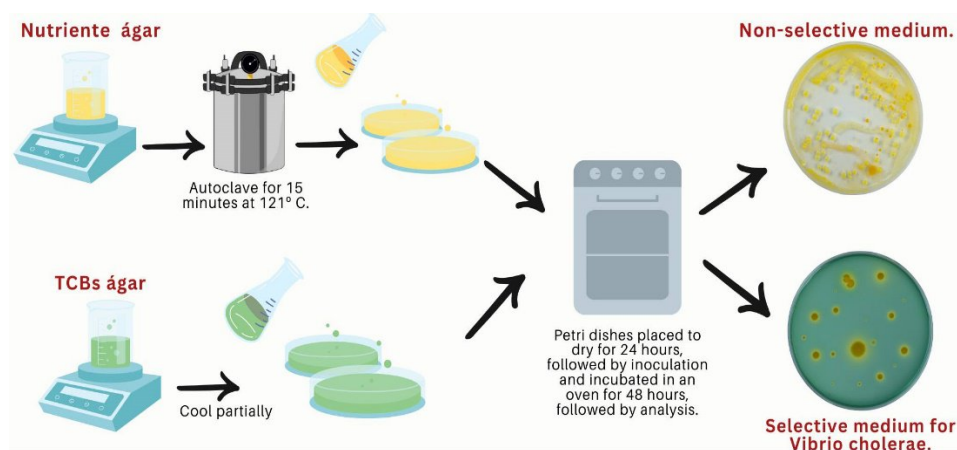 Nutriente ágar
Autoclave for 15
minutes at 121º C.
Non-selective medium.
TCBs ágar
Cool partially
Petri dishes placed to
dry for 24 hours,
followed by inoculation
and incubated in an
oven for 48 hours,
followed by analysis.
Selective medium for
Vibrio cholerae.